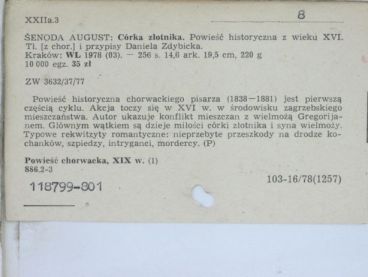 XXIIa.3
8
ŠENODA AUGUST: Córka złotnika. Powieść historyczna z wieku XVI.
Tł. [z chor.] i przypisy Daniela Zdybicka.
Kraków: WL 1978 (03). — 256 s. 14,6 ark. 19,5 cm, 220 g
10 000 egz. 35 zł
ZW 3632/37/77
Powieść historyczna chorwackiego pisarza (1838—1881) jest pierwszą
częścią cyklu. Akcja toczy się w XVI w. w środowisku zagrzebskiego
mieszczaństwa. Autor ukazuje konflikt mieszczan z wielmożą Gregorija-
nem. Głównym wątkiem są dzieje miłości córki złotnika i syna wielmoży.
Typowe rekwizyty romantyczne: nieprzebyte przeszkody na drodze ko-
chanków, szpiedzy, intryganci, mordercy. (P)
Powieść chorwacka, XIX w. (1)
886.2-3
103-16/78(1257)
118799-801